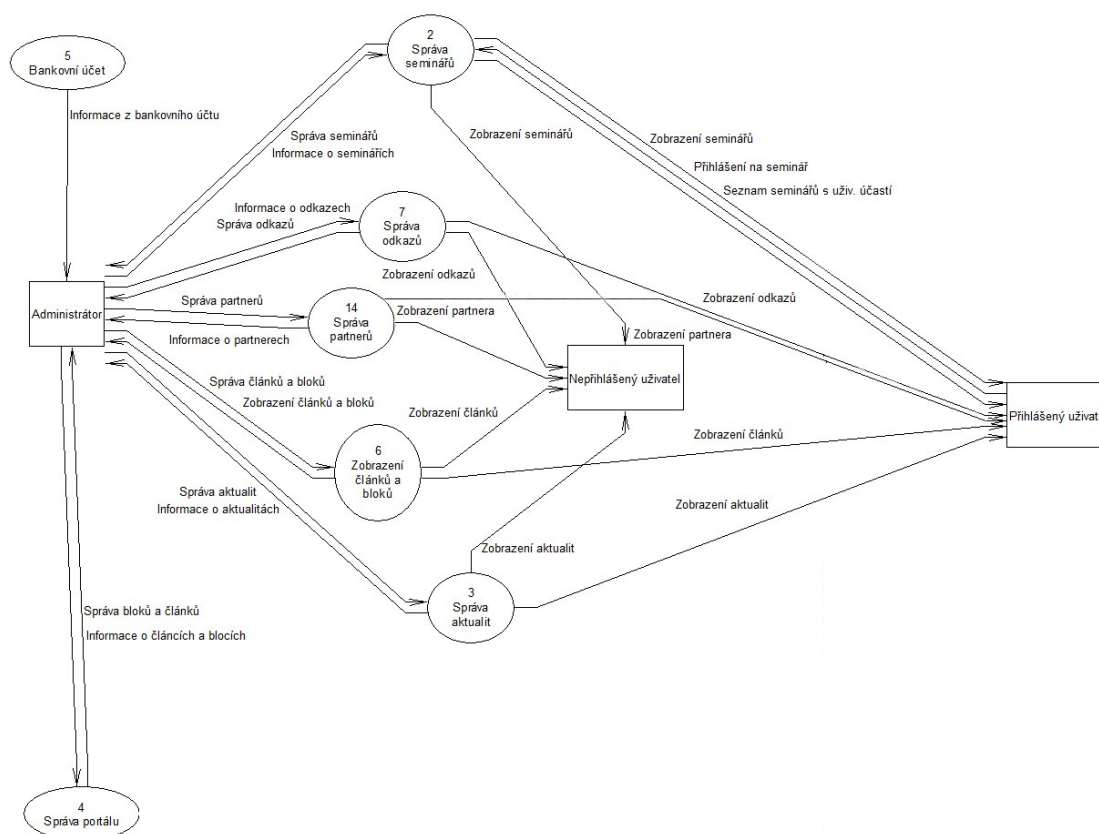 2
Správa
seminářů
5
Bankovní účet
Informace z bankovního účtu
Správa seminářů
Informace o seminářích
Zobrazení seminářů
Zobrazení seminářů
Přihlášení na seminář
Seznam seminářů s uživ. účastí
Informace o odkazech
Správa odkazů
7
Správa
odkazů
Zobrazení odkazů
Zobrazení odkazů
Administrátor
Správa partnerů
Informace o partnerech
14
Správa
partnerů
Zobrazení partnera
Zobrazení partnera
Nepřihlášený uživatel
Přihlášený uživat
Správa článků a bloků
Zobrazení článků a bloků
Zobrazení článků
Zobrazení článků
6
Zobrazení
článků a
bloků
Správa aktualit
Informace o aktualitách
Zobrazení aktualit
Zobrazení aktualit
3
Správa
aktualit
Správa bloků a článků
Informace o článcích a blocích
4
Správa portálu